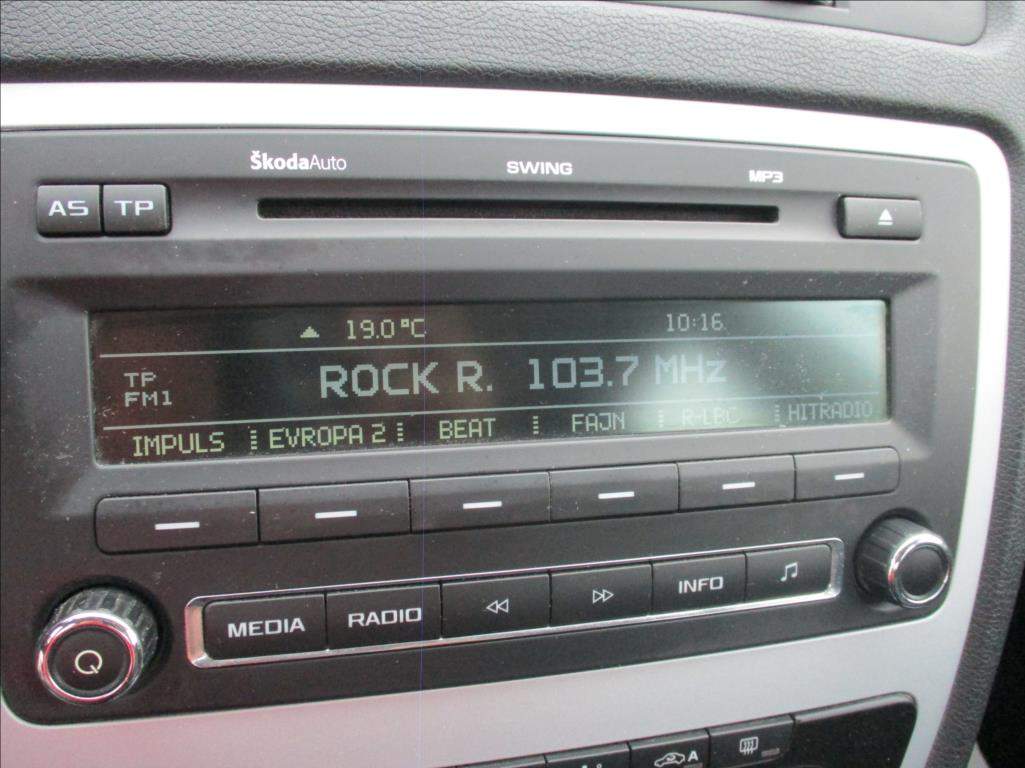 ŠkodaAuto SWING MP3
AS TP
19.0°C 10:16
TP
FM1
ROCK R. 103.7 MHz
IMPULS EVROPA 2 BEAT FAJN R-LBC HITRADIO
MEDIA RADIO INFO
A